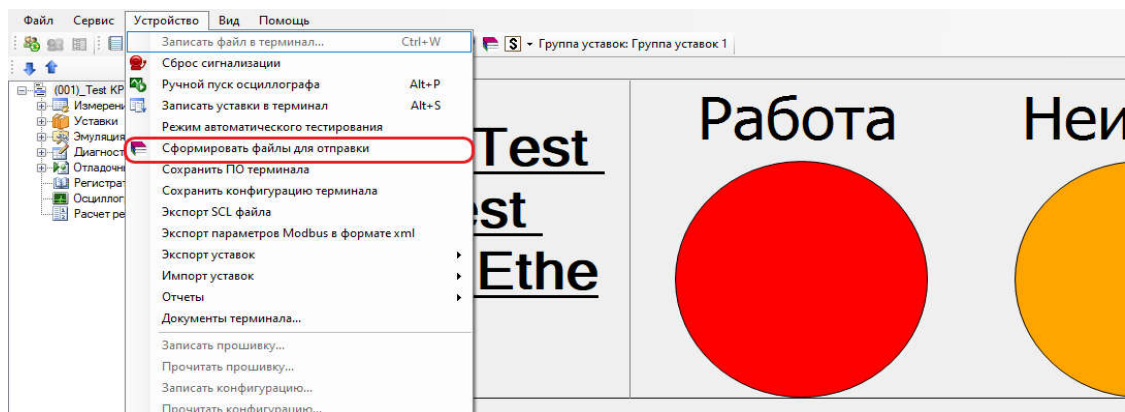 Файл Сервис Устройство Вид Помощь
Записать файл в терминал... Ctrl+W
S Группа уставок: Группа уставок 1
Сброс сигнализации
Ручной пуск осциллографа Alt+P
Записать уставки в терминал Alt+S
Режим автоматического тестирования
Сформировать файлы для отправки
Сохранить ПО терминала
Сохранить конфигурацию терминала
Экспорт SCL файла
Экспорт параметров Modbus в формате xml
Экспорт уставок
Импорт уставок
Отчеты
Документы терминала...
Записать прошивку...
Прочитать прошивку...
Записать конфигурацию...
Прочитать конфигурацию...
(001)_Test КР
Измерени
Уставки
Эмуляция
Диагност
Отладочн
Регистрат
Осциллог
Расчет ре
Test
est
Ethe
Работа
Неи